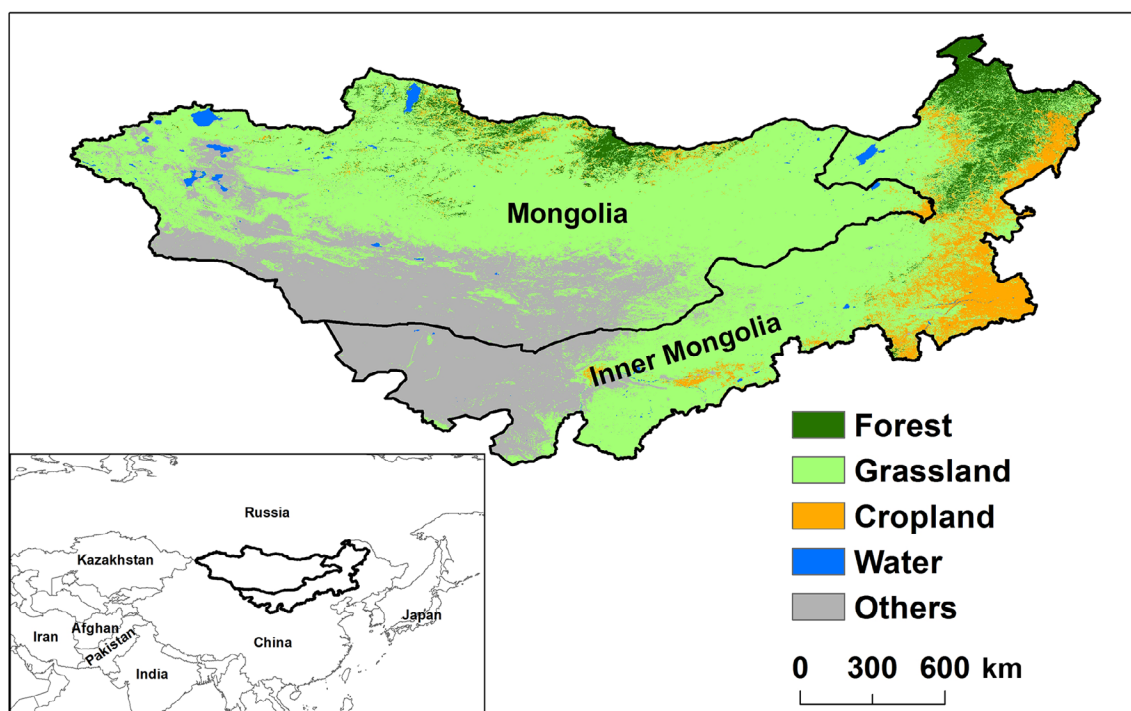 Mongolia
Inner Mongolia
Forest
Grassland
Cropland
Water
Others
0 300 600 km
Russia
Kazakhstan
Iran
Afghan
Pakistan
India
China
Japan